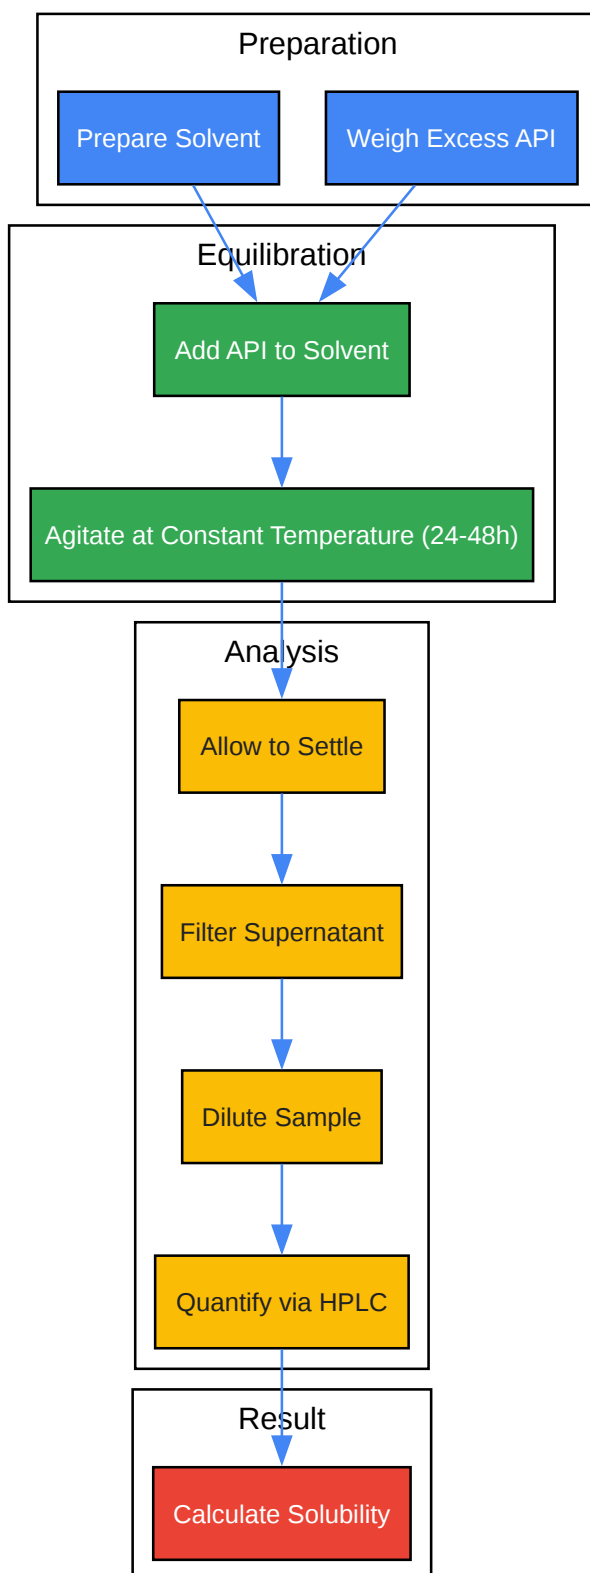 Preparation
Prepare Solvent
Weigh Excess API
Equilibration
Add API to Solvent
Agitate at Constant Temperature (24-48h)
Analysis
Allow to Settle
Filter Supernatant
Dilute Sample
Quantify via HPLC
Result
Calculate Solubility